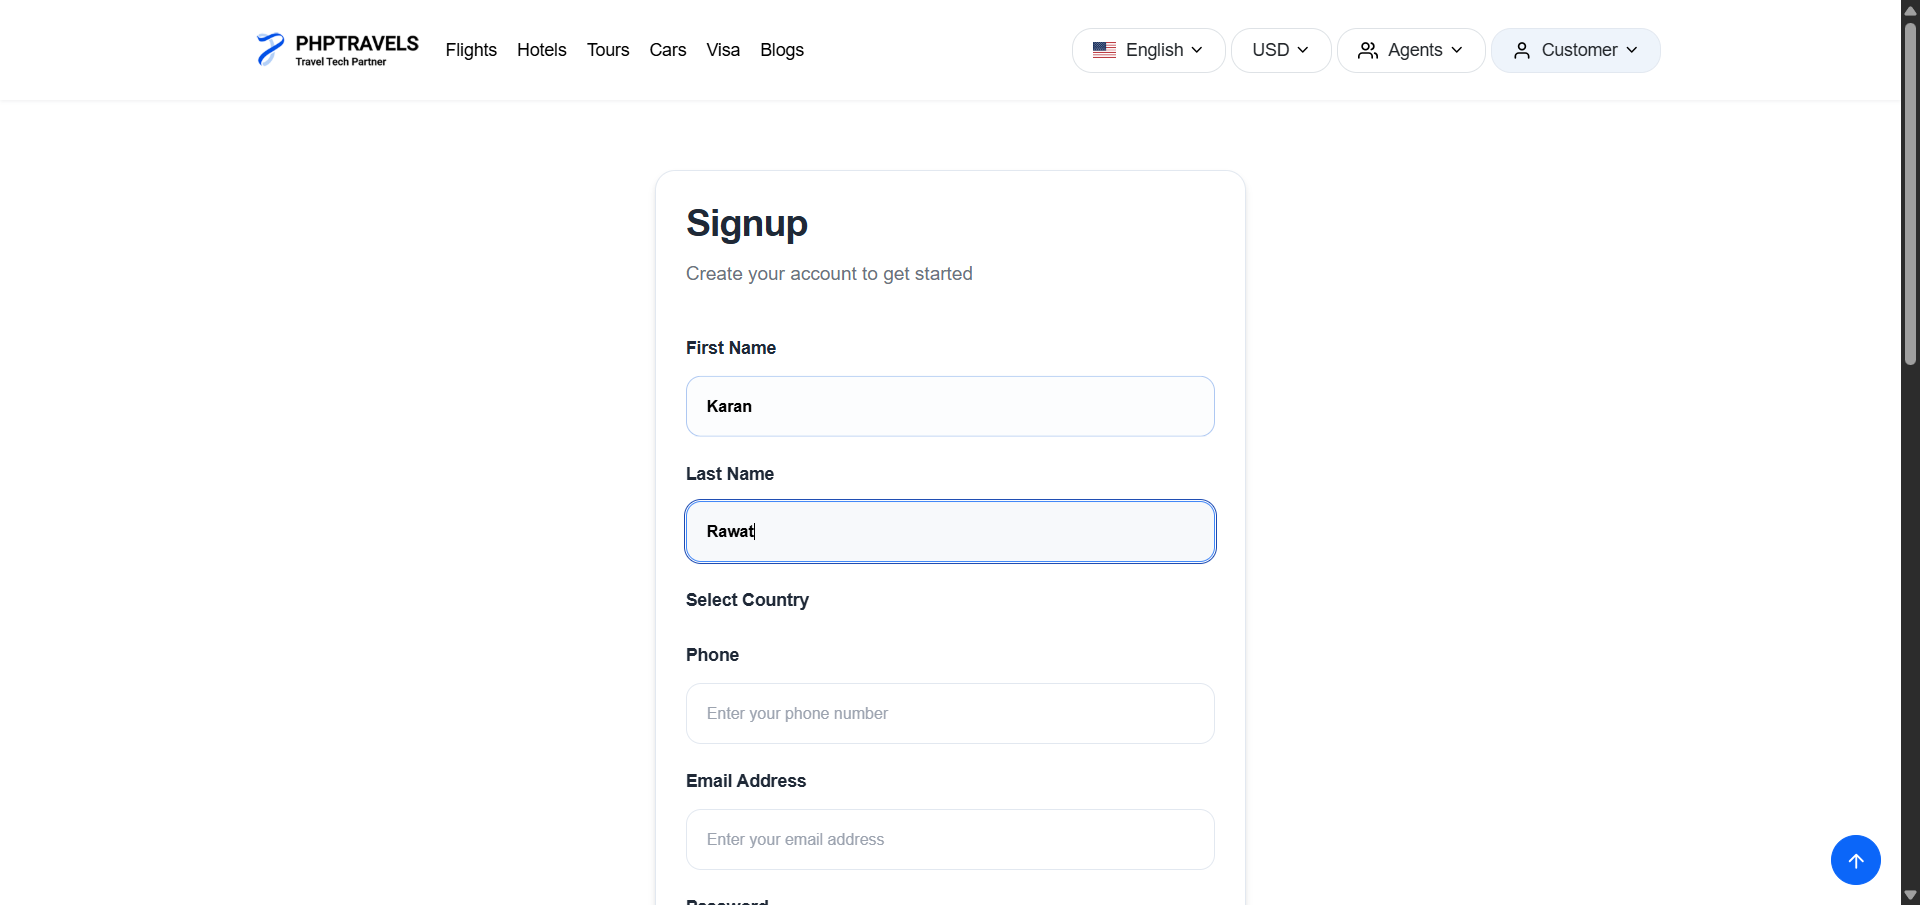 PHPTRAVELS
Travel Tech Partner
Flights Hotels Tours Cars Visa Blogs
English USD Agents Customer
Signup
Create your account to get started
First Name
Karan
Last Name
Rawat
Select Country
Phone
Enter your phone number
Email Address
Enter your email address
Password